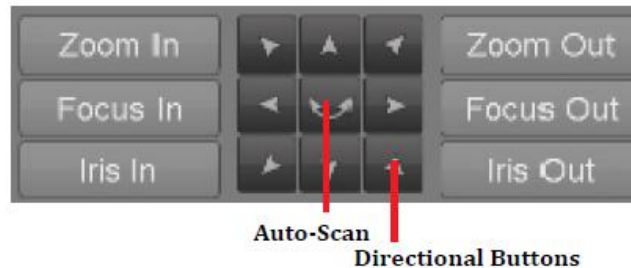 Zoom In
Zoom Out
Focus In
Focus Out
Iris In
Iris Out
Auto-Scan
Directional Buttons